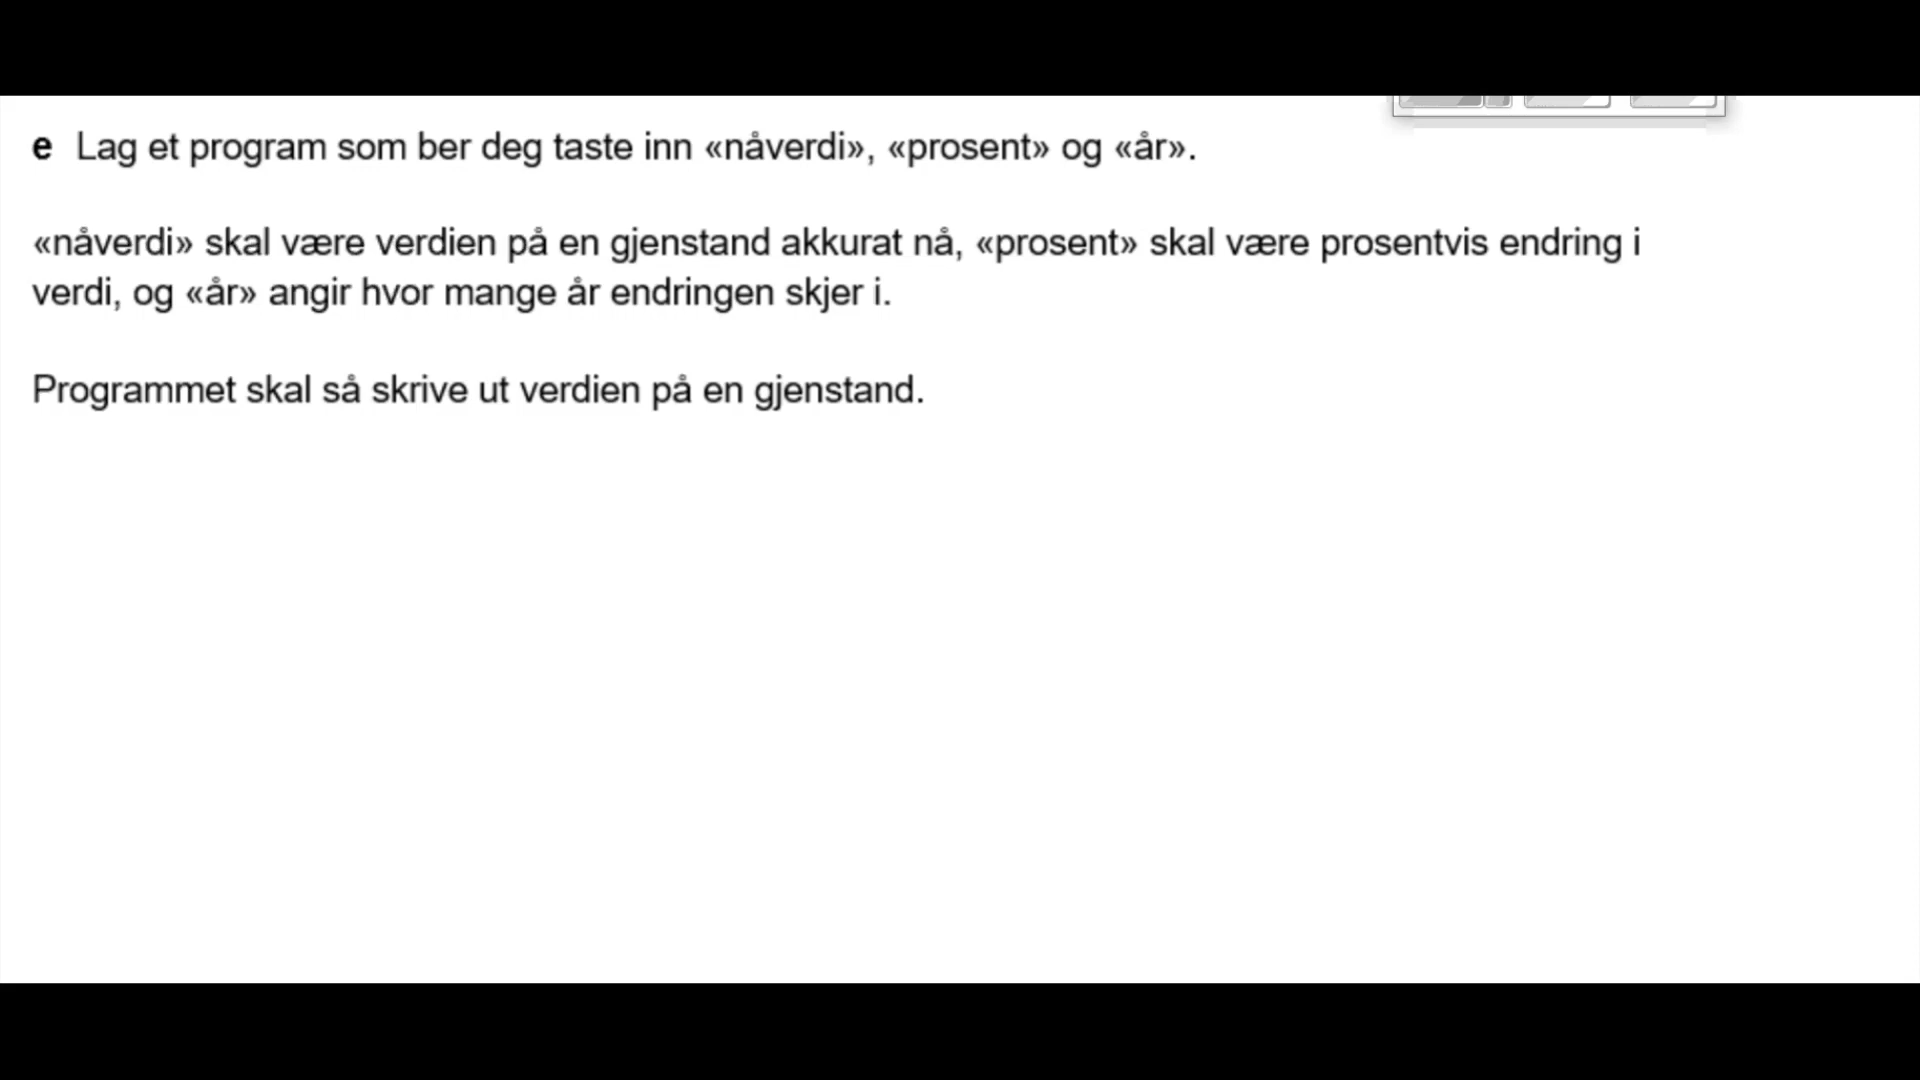 e Lag et program som ber deg taste inn «nåverdi», «prosent» og «år».
«nåverdi» skal være verdien på en gjenstand akkurat nå, «prosent» skal være prosentvis endring i
verdi, og «år» angir hvor mange år endringen skjer i.
Programmet skal så skrive ut verdien på en gjenstand.